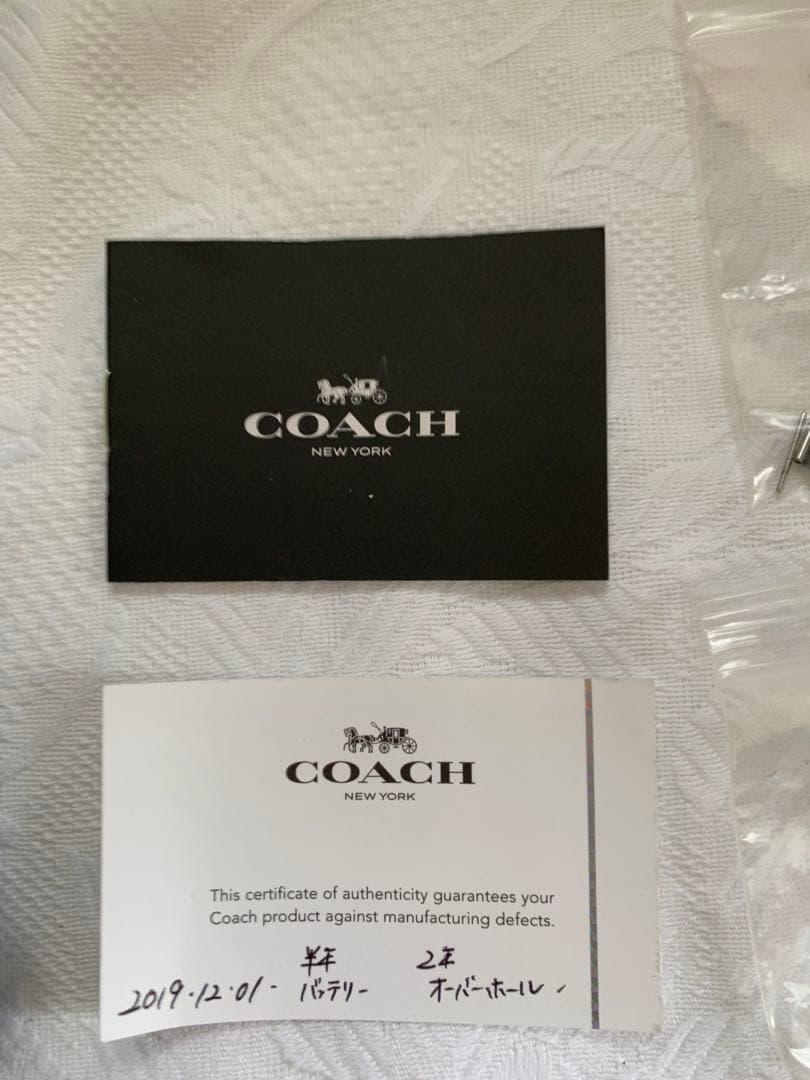 COACH
NEW YORK
COACH
NEW YORK
This certificate of authenticity guarantees your
Coach product against manufacturing defects.
半年 2年
2019.12.01. バッテリー オーバーホール